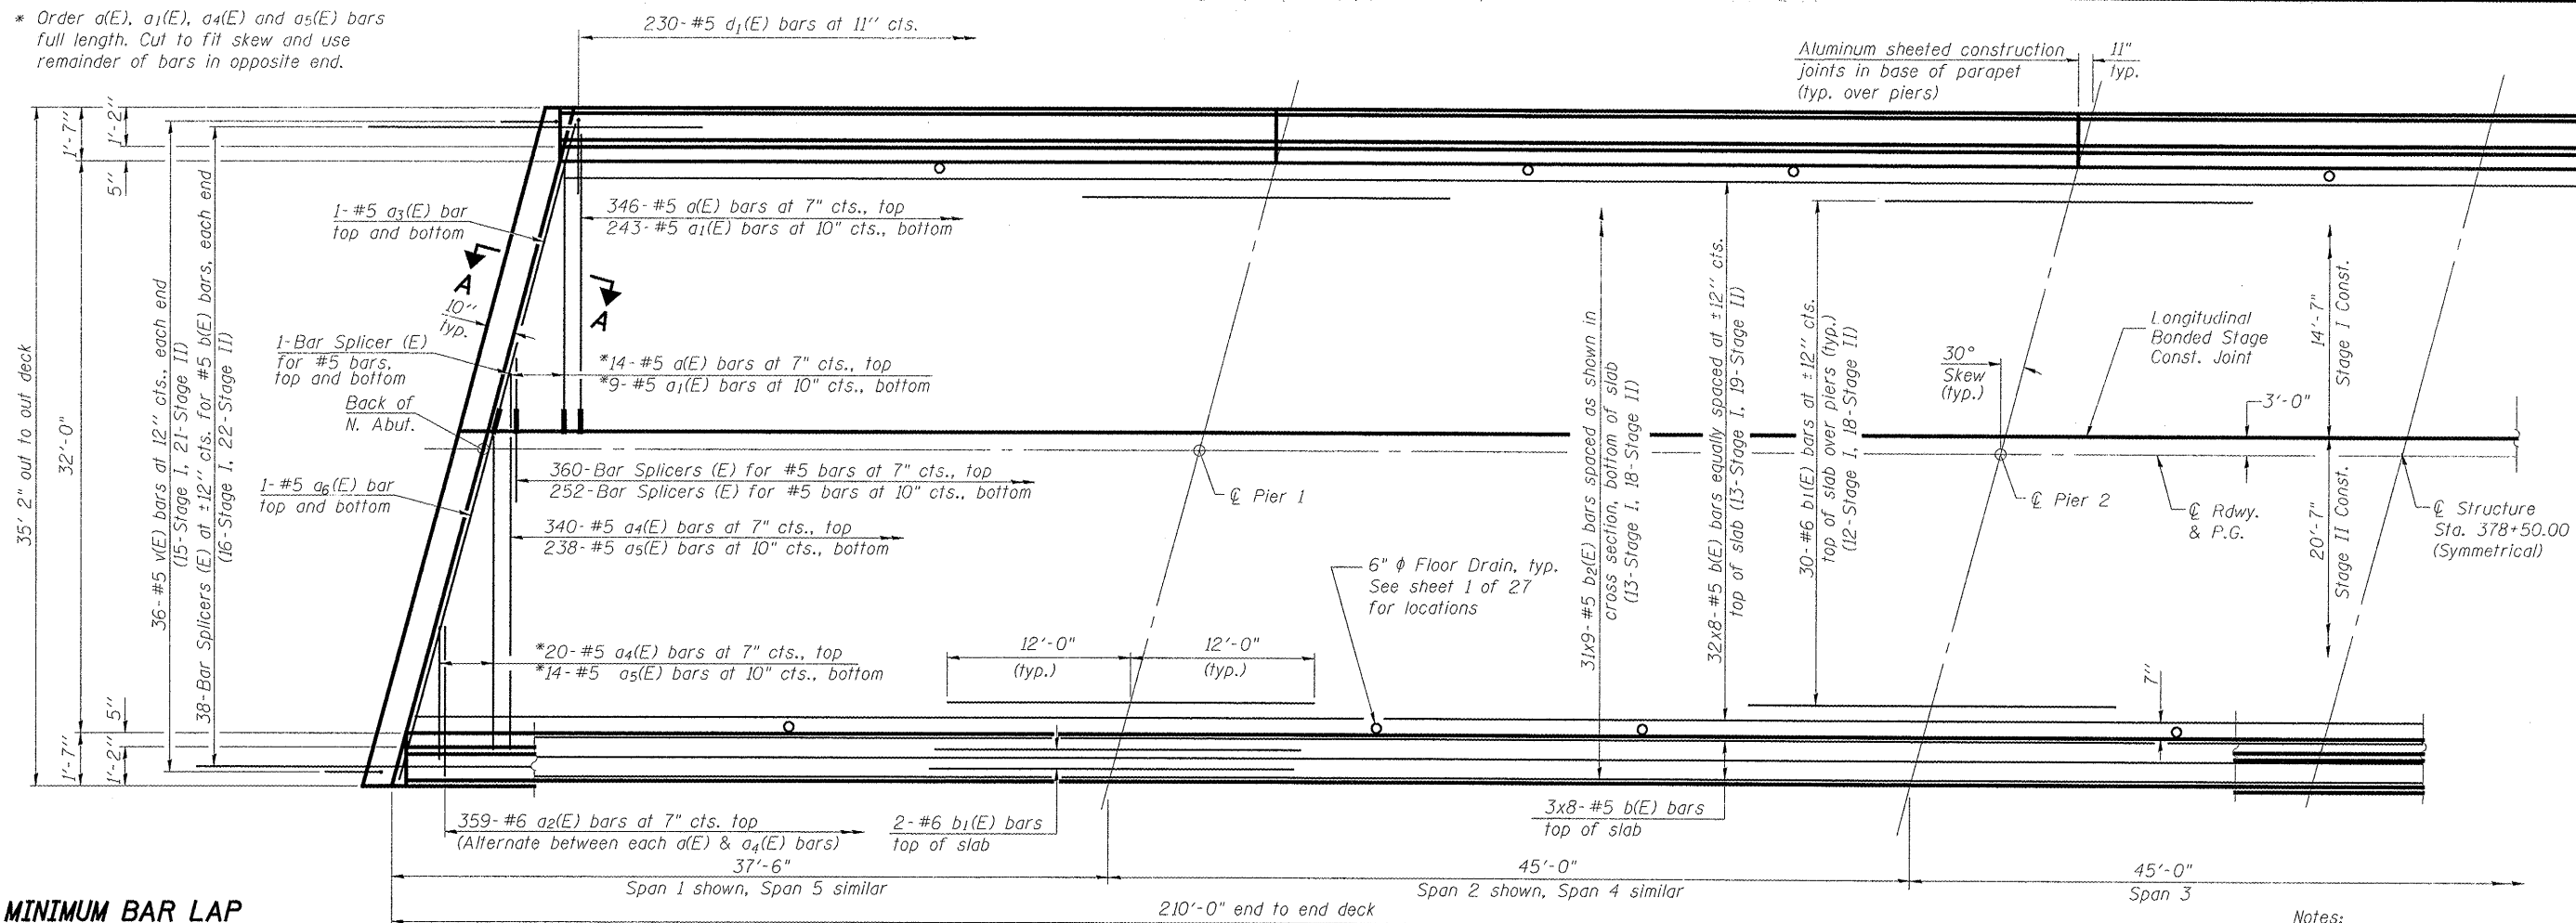 * Order a(E), a1(E), a4(E) and a5(E) bars
full length. Cut to fit skew and use
remainder of bars in opposite end.
230-#5 d1(E) bars at 11" cts.
Aluminum sheeted construction
joints in base of parapet
(typ. over piers)
11"
typ.
35' 2" out to out deck
1'-7"
1'-2"
5"
32'-0"
36-#5 v(E) bars at 12" cts., each end
(15-Stage I, 21-Stage II)
38-Bar Splicers (E) at ±12" cts. for #5 b(E) bars, each end
(16-Stage I, 22-Stage II)
1-#5 a3(E) bar
top and bottom
A
A
10"
typ.
346-#5 a(E) bars at 7" cts., top
243-#5 a1(E) bars at 10" cts., bottom
1-Bar Splicer (E)
for #5 bars,
top and bottom
*14-#5 a(E) bars at 7" cts., top
*9-#5 a1(E) bars at 10" cts., bottom
Back of
N. Abut.
360-Bar Splicers (E) for #5 bars at 7" cts., top
252-Bar Splicers (E) for #5 bars at 10" cts., bottom
1-#5 a6(E) bar
top and bottom
340-#5 a4(E) bars at 7" cts., top
238-#5 a5(E) bars at 10" cts., bottom
*20-#5 a4(E) bars at 7" cts., top
*14-#5 a5(E) bars at 10" cts., bottom
℄ Pier 1
6" ϕ Floor Drain, typ.
See sheet 1 of 27
for locations
12'-0"
(typ.)
12'-0"
(typ.)
31x9-#5 b2(E) bars spaced as shown in
cross section, bottom of slab
(13-Stage I, 18-Stage II)
32x8-#5 b(E) bars equally spaced at ±12" cts.
top of slab (13-Stage I, 19-Stage II)
30-#6 b1(E) bars at ±12" cts.
top of slab over piers (typ.)
(12-Stage I, 18-Stage II)
30°
Skew
(typ.)
Longitudinal
Bonded Stage
Const. Joint
14'-7"
Stage I Const.
3'-0"
20'-7"
Stage II Const.
℄ Pier 2
℄ Rdwy.
& P.G.
℄ Structure
Sta. 378+50.00
(Symmetrical)
7"
5"
1'-7"
1'-2"
359-#6 a2(E) bars at 7" cts. top
(Alternate between each a(E) & a4(E) bars)
2-#6 b1(E) bars
top of slab
3x8-#5 b(E) bars
top of slab
37'-6"
Span 1 shown, Span 5 similar
45'-0"
Span 2 shown, Span 4 similar
45'-0"
Span 3
210'-0" end to end deck
MINIMUM BAR LAP
Notes: